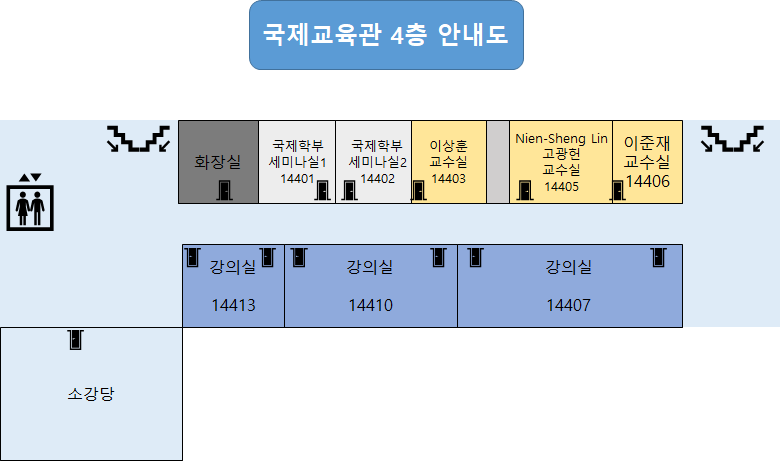 국제교육관 4층 안내도
화장실
국제학부
세미나실1
14401
국제학부
세미나실2
14402
이상훈
교수실
14403
Nien-Sheng Lin
고광헌
교수실
14405
이준재
교수실
14406
강의실
14413
강의실
14410
강의실
14407
소강당